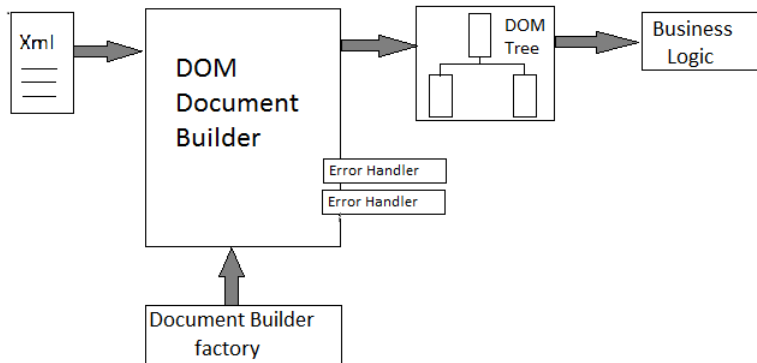 Xml
DOM
Document
Builder
DOM
Tree
Business
Logic
Error Handler
Error Handler
Document Builder
factory